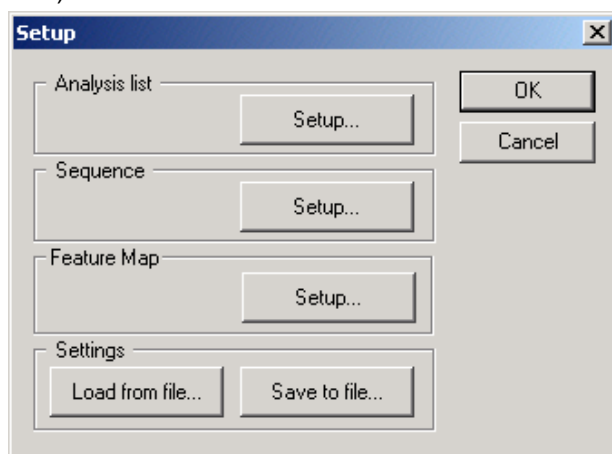 Setup
Analysis list
Setup...
OK
Cancel
Sequence
Setup...
Feature Map
Setup...
Settings
Load from file...
Save to file...